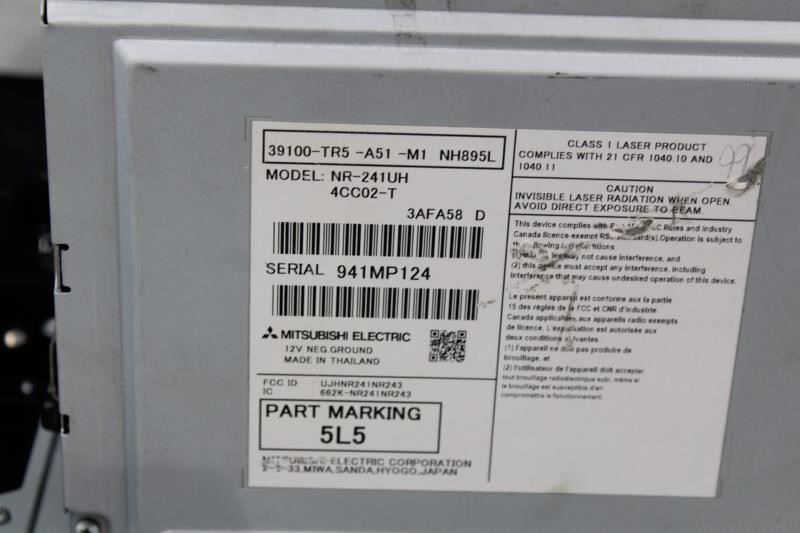 39100-TR5 -A51 -M1 NH895L
MODEL: NR-241UH
4CC02-T
3AFA58 D
SERIAL 941MP124
MITSUBISHI ELECTRIC
12V NEG.GROUND
MADE IN THAILAND
FCC ID : UJHNR241NR243
IC : 662K-NR241NR243
PART MARKING
5L5
MITSUBISHI ELECTRIC CORPORATION
2-3-33,MIWA,SANDA,HYOGO,JAPAN
CLASS 1 LASER PRODUCT
COMPLIES WITH 21 CFR 1040.10 AND
1040.11
99
CAUTION
INVISIBLE LASER RADIATION WHEN OPEN.
AVOID DIRECT EXPOSURE TO BEAM.
This device complies with Rules and Industry
Canada licence-exempt Operation is subject to
(1) not cause interference, and
(2) this device must accept any interference, including
interference that may cause undesired operation of this device.
Le present appareil est conforme aux la partie
15 des règles de la FCC et CNR d'Industrie
Canada applicables aux appareils radio exempts
de licence. L'exploitation est autorisée aux
deux conditions suivantes :
(1) l'appareil ne doit pas produire de
brouillage, et
(2) l'utilisateur de l'appareil doit accepter
tout brouillage radioélectrique subi, même si
le brouillage est susceptible d'en
compromettre le fonctionnement.